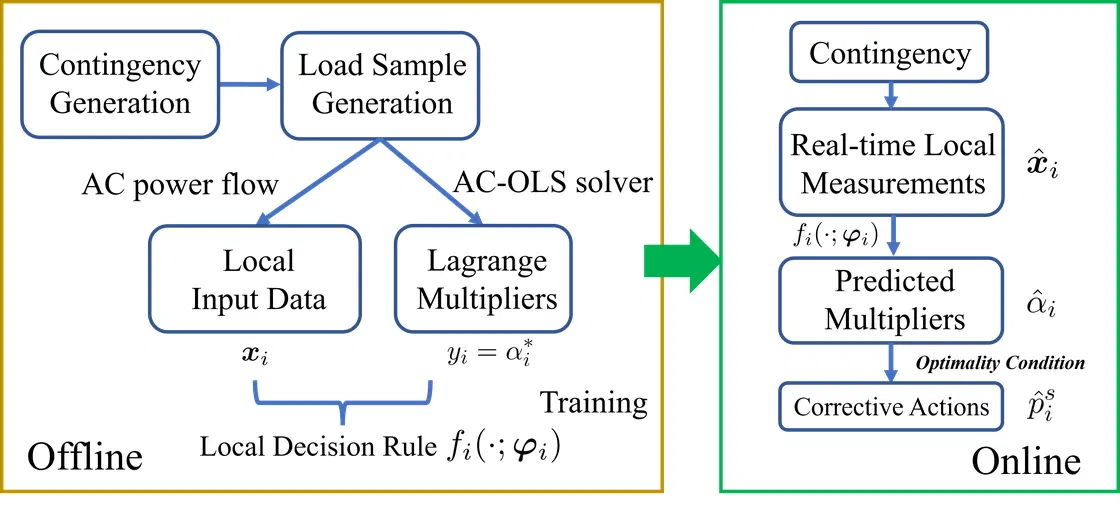 Contingency
Generation
Load Sample
Generation
AC power flow
AC-OLS solver
Local
Input Data
Lagrange
Multipliers
𝒙ᵢ
yᵢ = αᵢ*
Training
Local Decision Rule fᵢ(·; 𝝋ᵢ)
Offline
Contingency
Real-time Local
Measurements
𝒙̂ᵢ
fᵢ(·; 𝝋ᵢ)
Predicted
Multipliers
α̂ᵢ
Optimality Condition
Corrective Actions
p̂ᵢˢ
Online